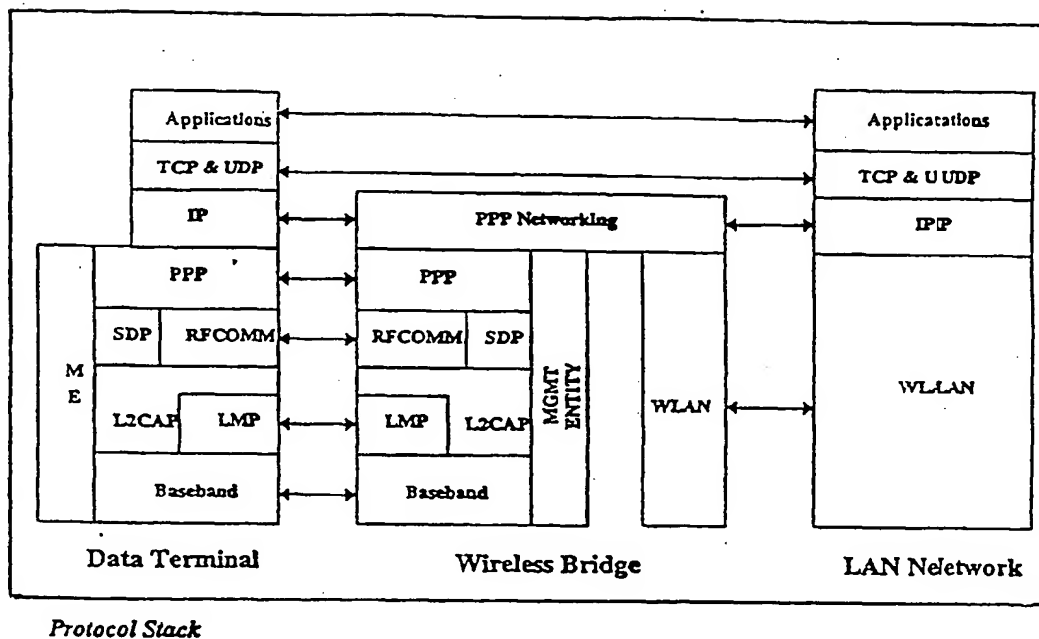 Applications
TCP & UDP
IP
PPP
SDP
RFCOMM
M
E
L2CAP
LMP
Baseband
Data Terminal
PPP Networking
PPP
RFCOMM
SDP
LMP
L2CAP
Baseband
MGMT
ENTITY
WLAN
Wireless Bridge
Applicatations
TCP & U UDP
IPIP
WL-LAN
LAN Neletwork
Protocol Stack